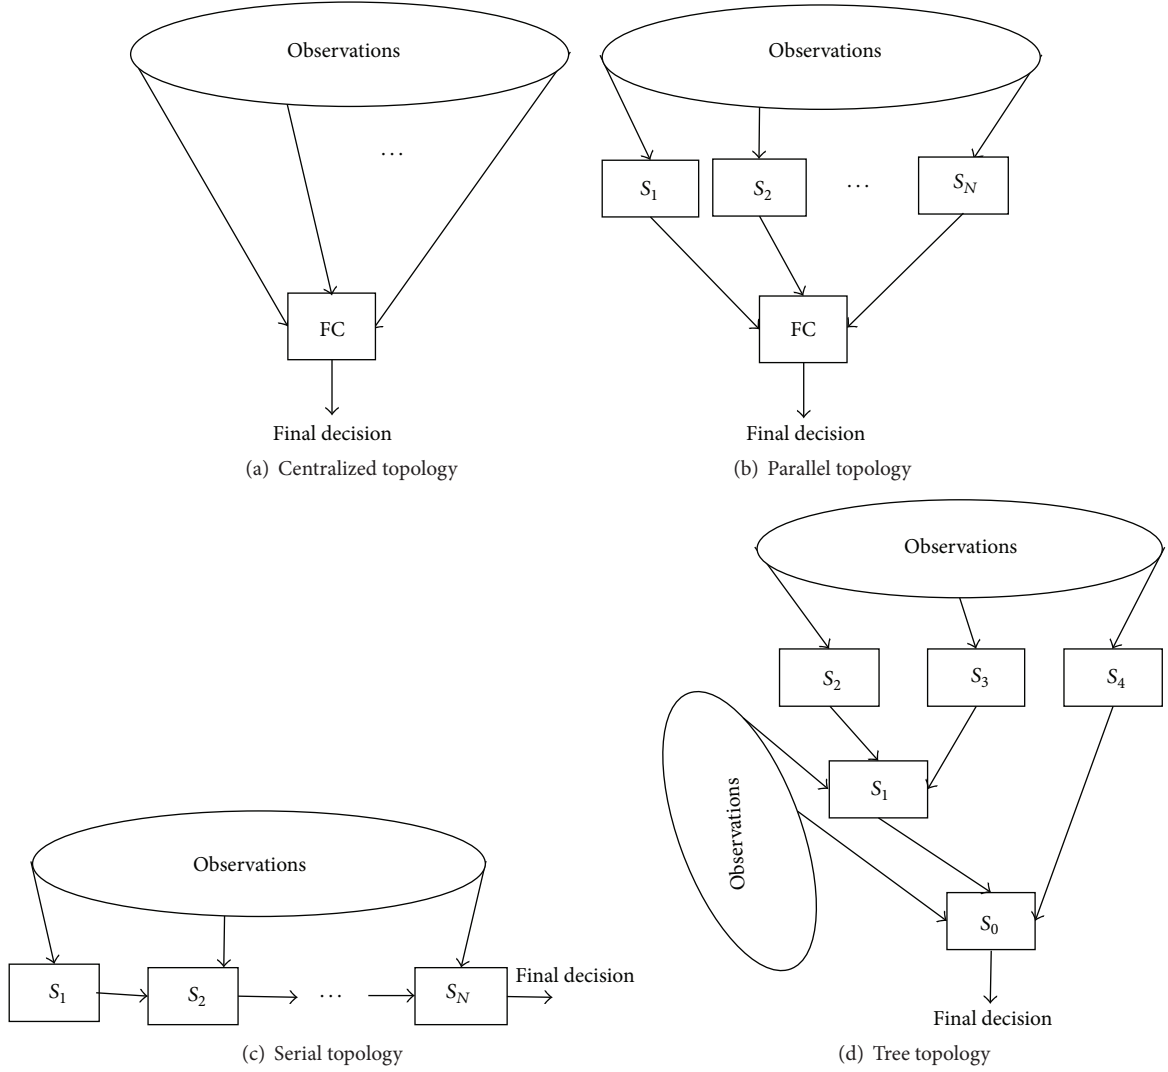 Observations
...
FC
Final decision
(a) Centralized topology
Observations
S1
S2
...
SN
FC
Final decision
(b) Parallel topology
Observations
S1
S2
...
SN
Final decision
(c) Serial topology
Observations
S2
S3
S4
Observations
S1
S0
Final decision
(d) Tree topology